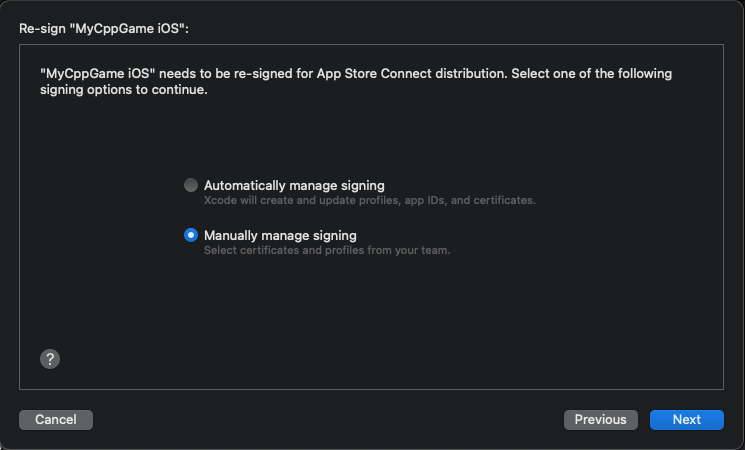 Re-sign "MyCppGame iOS":
"MyCppGame iOS" needs to be re-signed for App Store Connect distribution. Select one of the following
signing options to continue.
Automatically manage signing
Xcode will create and update profiles, app IDs, and certificates.
Manually manage signing
Select certificates and profiles from your team.
?
Cancel
Previous
Next